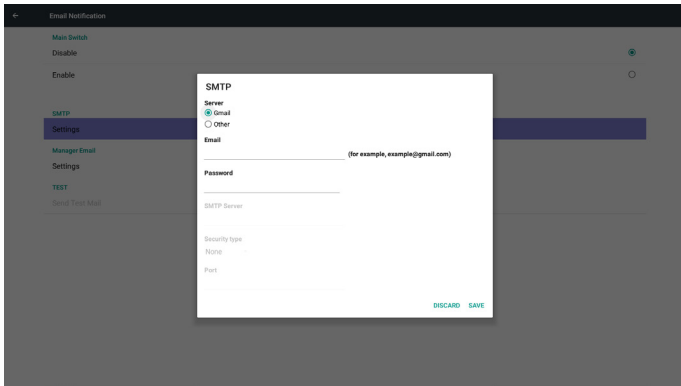 Email Notification
Main Switch
Disable
Enable
SMTP
Settings
Manager Email
Settings
TEST
Send Test Mail
SMTP
Server
Gmail
Other
Email
(for example, example@gmail.com)
Password
SMTP Server
Security type
None
Port
DISCARD SAVE